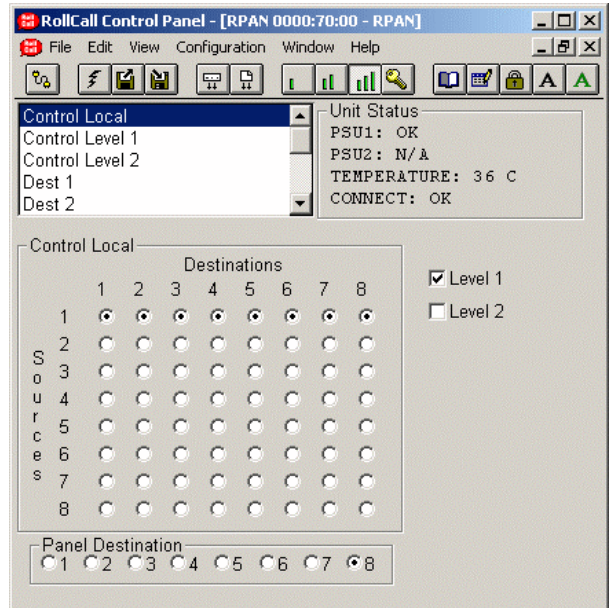 RollCall Control Panel - [RPAN 0000:70:00 - RPAN]
File Edit View Configuration Window Help
A A
Control Local
Control Level 1
Control Level 2
Dest 1
Dest 2
Unit Status
PSU1: OK
PSU2: N/A
TEMPERATURE: 36 C
CONNECT: OK
Control Local
Destinations
1 2 3 4 5 6 7 8
Sources
1
2
3
4
5
6
7
8
Level 1
Level 2
Panel Destination
1 2 3 4 5 6 7 8